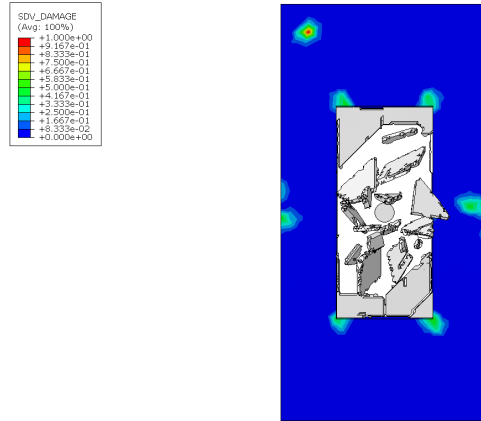 SDV_DAMAGE
(Avg: 100%)
+1.000e+00
+9.167e-01
+8.333e-01
+7.500e-01
+6.667e-01
+5.833e-01
+5.000e-01
+4.167e-01
+3.333e-01
+2.500e-01
+1.667e-01
+8.333e-02
+0.000e+00